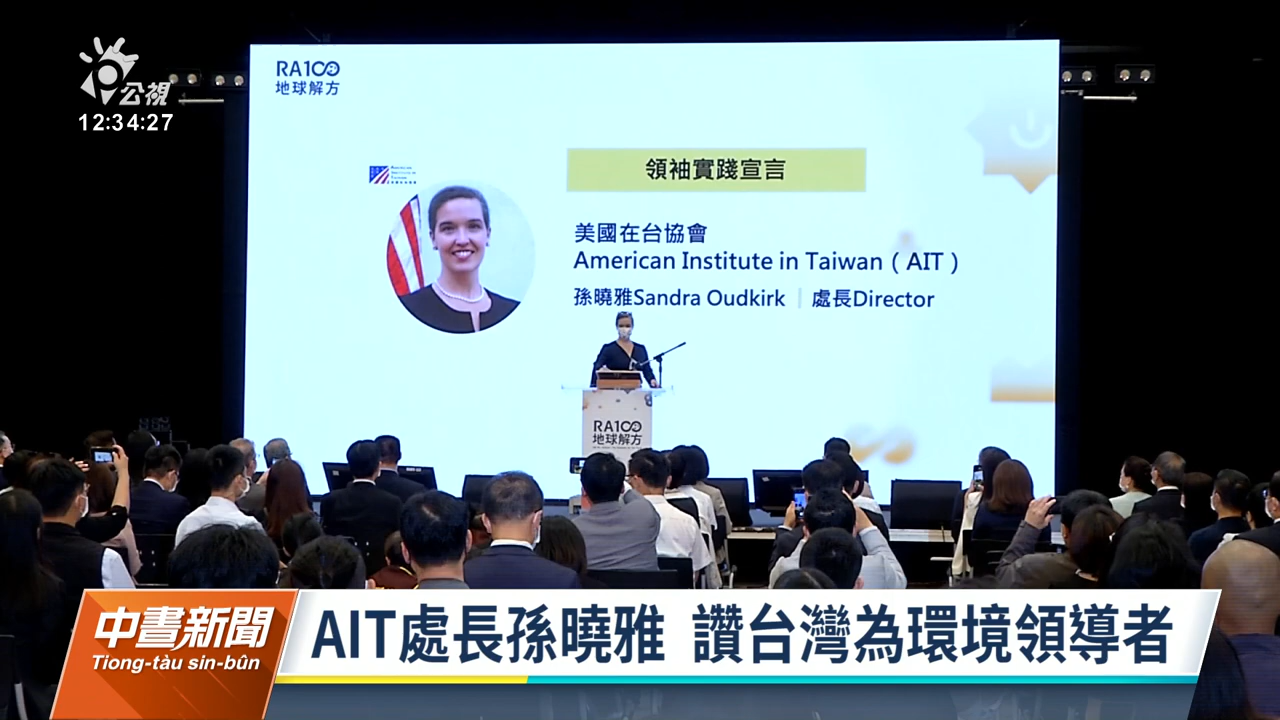 公視
12:34:27
RA100
地球解方
AMERICAN
INSTITUTE IN
TAIWAN
領袖實踐宣言
美國在台協會
American Institute in Taiwan（AIT）
孫曉雅Sandra Oudkirk | 處長Director
RA100
地球解方
中晝新聞
Tiong-tàu sin-bûn
AIT處長孫曉雅 讚台灣為環境領導者